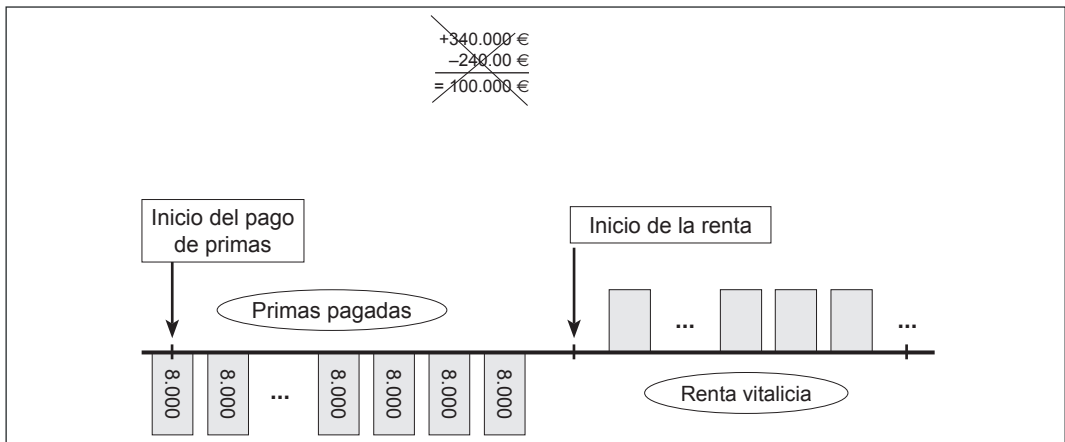 +340.000 €
–240.00 €
= 100.000 €
Inicio del pago
de primas
Inicio de la renta
Primas pagadas
...
...
8.000
8.000
...
8.000
8.000
8.000
8.000
Renta vitalicia